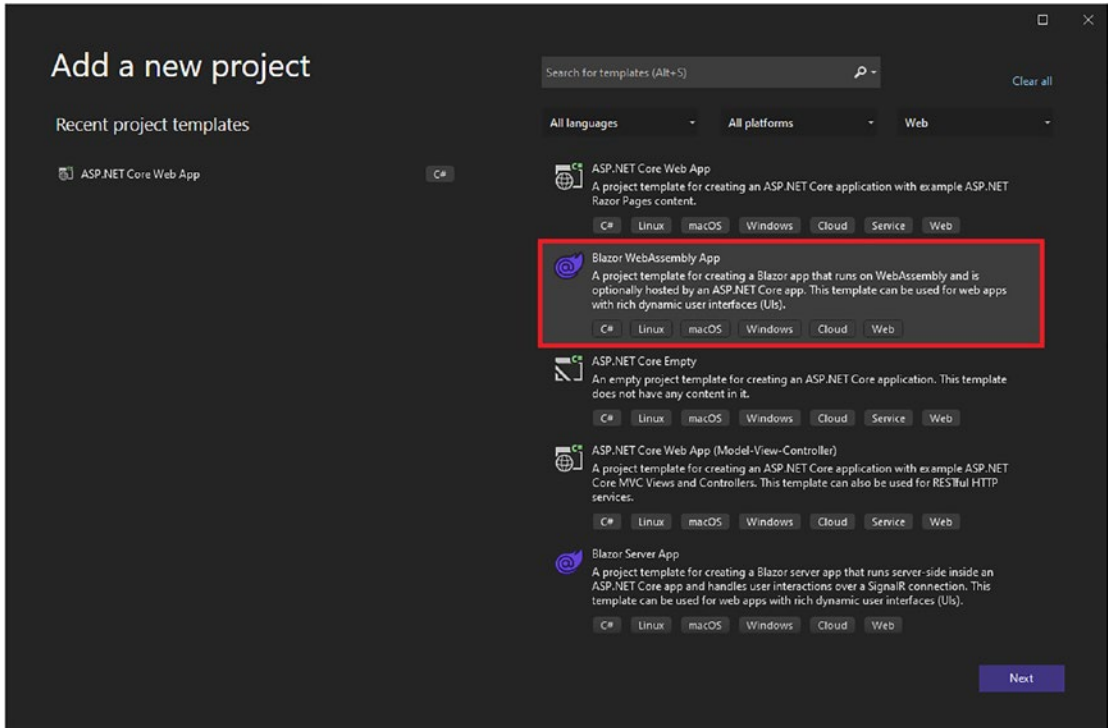 Add a new project
Search for templates (Alt+S)
Clear all
Recent project templates
All languages
All platforms
Web
ASP.NET Core Web App
C#
ASP.NET Core Web App
A project template for creating an ASP.NET Core application with example ASP.NET
Razor Pages content.
C# Linux macOS Windows Cloud Service Web
Blazor WebAssembly App
A project template for creating a Blazor app that runs on WebAssembly and is
optionally hosted by an ASP.NET Core app. This template can be used for web apps
with rich dynamic user interfaces (UIs).
C# Linux macOS Windows Cloud Web
ASP.NET Core Empty
An empty project template for creating an ASP.NET Core application. This template
does not have any content in it.
C# Linux macOS Windows Cloud Service Web
ASP.NET Core Web App (Model-View-Controller)
A project template for creating an ASP.NET Core application with example ASP.NET
Core MVC Views and Controllers. This template can also be used for RESTful HTTP
services.
C# Linux macOS Windows Cloud Service Web
Blazor Server App
A project template for creating a Blazor server app that runs server-side inside an
ASP.NET Core app and handles user interactions over a SignalR connection. This
template can be used for web apps with rich dynamic user interfaces (UIs).
C# Linux macOS Windows Cloud Web
Next